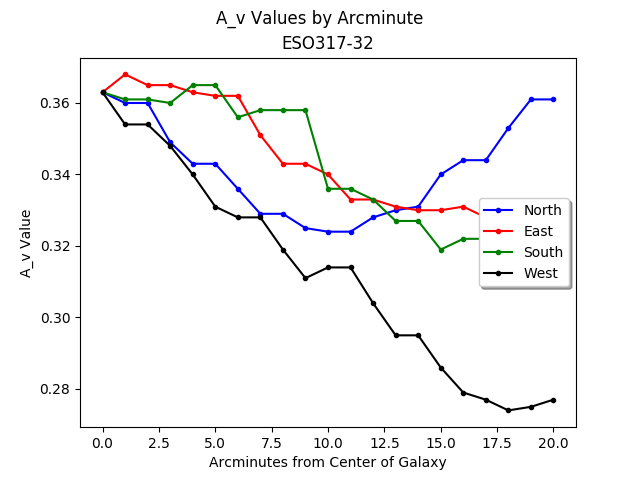 A_v Values by Arcminute
ESO317-32
A_v Value
0.36
0.34
0.32
0.30
0.28
North
East
South
West
0.0 2.5 5.0 7.5 10.0 12.5 15.0 17.5 20.0
Arcminutes from Center of Galaxy